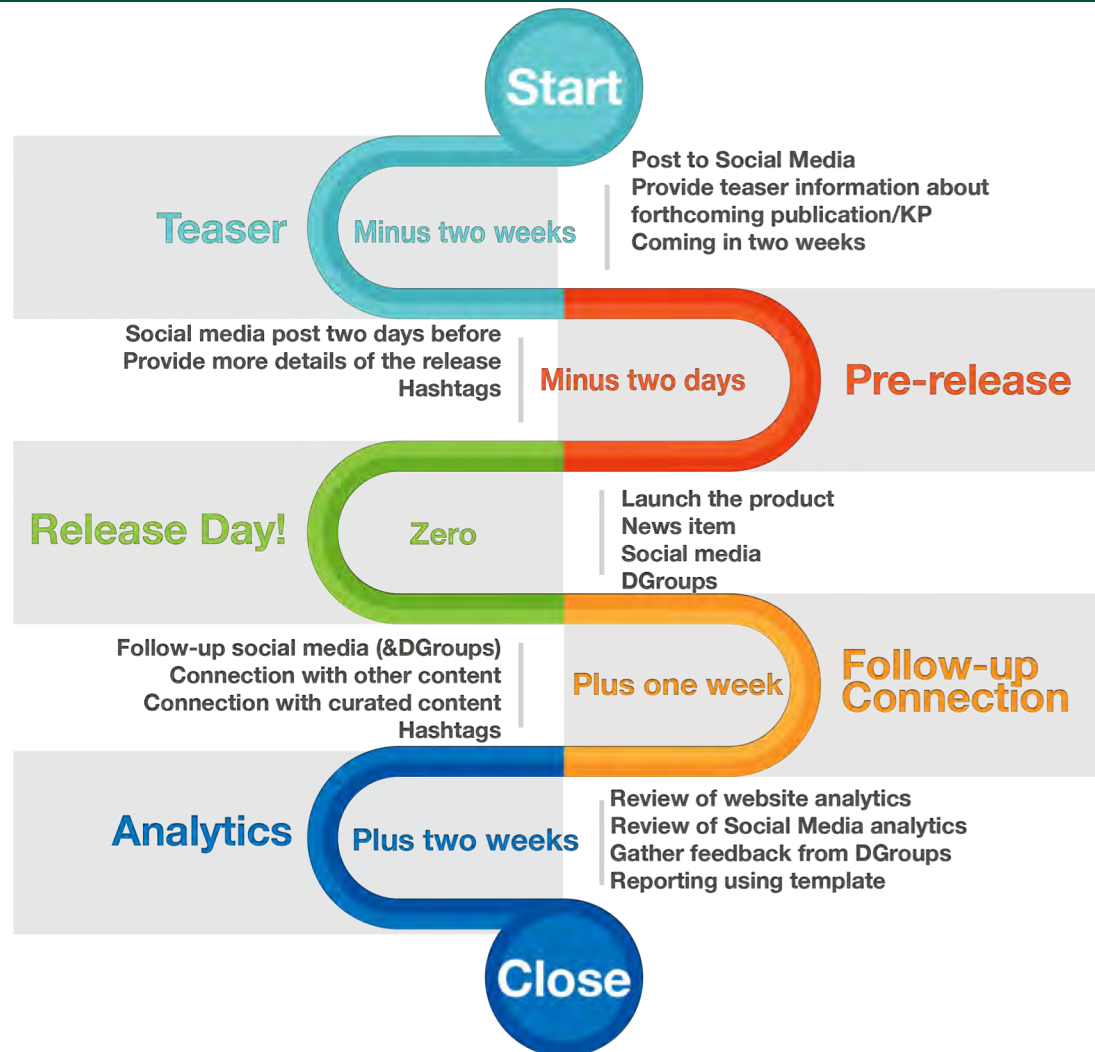 Start
Teaser
Minus two weeks
Post to Social Media
Provide teaser information about
forthcoming publication/KP
Coming in two weeks
Social media post two days before
Provide more details of the release
Hashtags
Minus two days
Pre-release
Release Day!
Zero
Launch the product
News item
Social media
DGroups
Follow-up social media (&DGroups)
Connection with other content
Connection with curated content
Hashtags
Plus one week
Follow-up
Connection
Analytics
Plus two weeks
Review of website analytics
Review of Social Media analytics
Gather feedback from DGroups
Reporting using template
Close